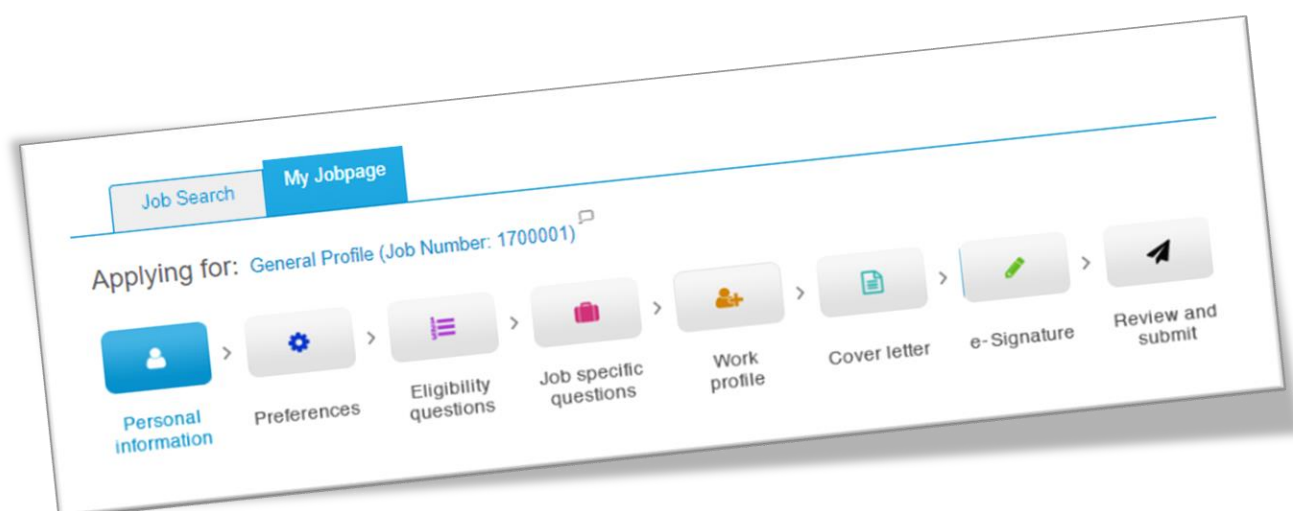 Job Search
My Jobpage
Applying for: General Profile (Job Number: 1700001)
Personal
information
Preferences
Eligibility
questions
Job specific
questions
Work
profile
Cover letter
e-Signature
Review and
submit